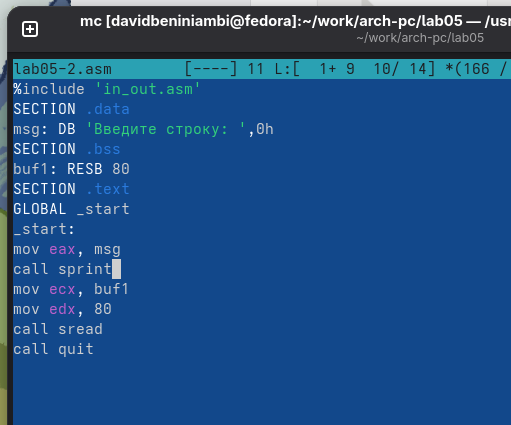 mc [davidbeniniambi@fedora]:~/work/arch-pc/lab05 — /usr
~/work/arch-pc/lab05
lab05-2.asm [----] 11 L:[ 1+ 9 10/ 14] *(166 /
%include 'in_out.asm'
SECTION .data
msg: DB 'Введите строку: ',0h
SECTION .bss
buf1: RESB 80
SECTION .text
GLOBAL _start
_start:
mov eax, msg
call sprint
mov ecx, buf1
mov edx, 80
call sread
call quit